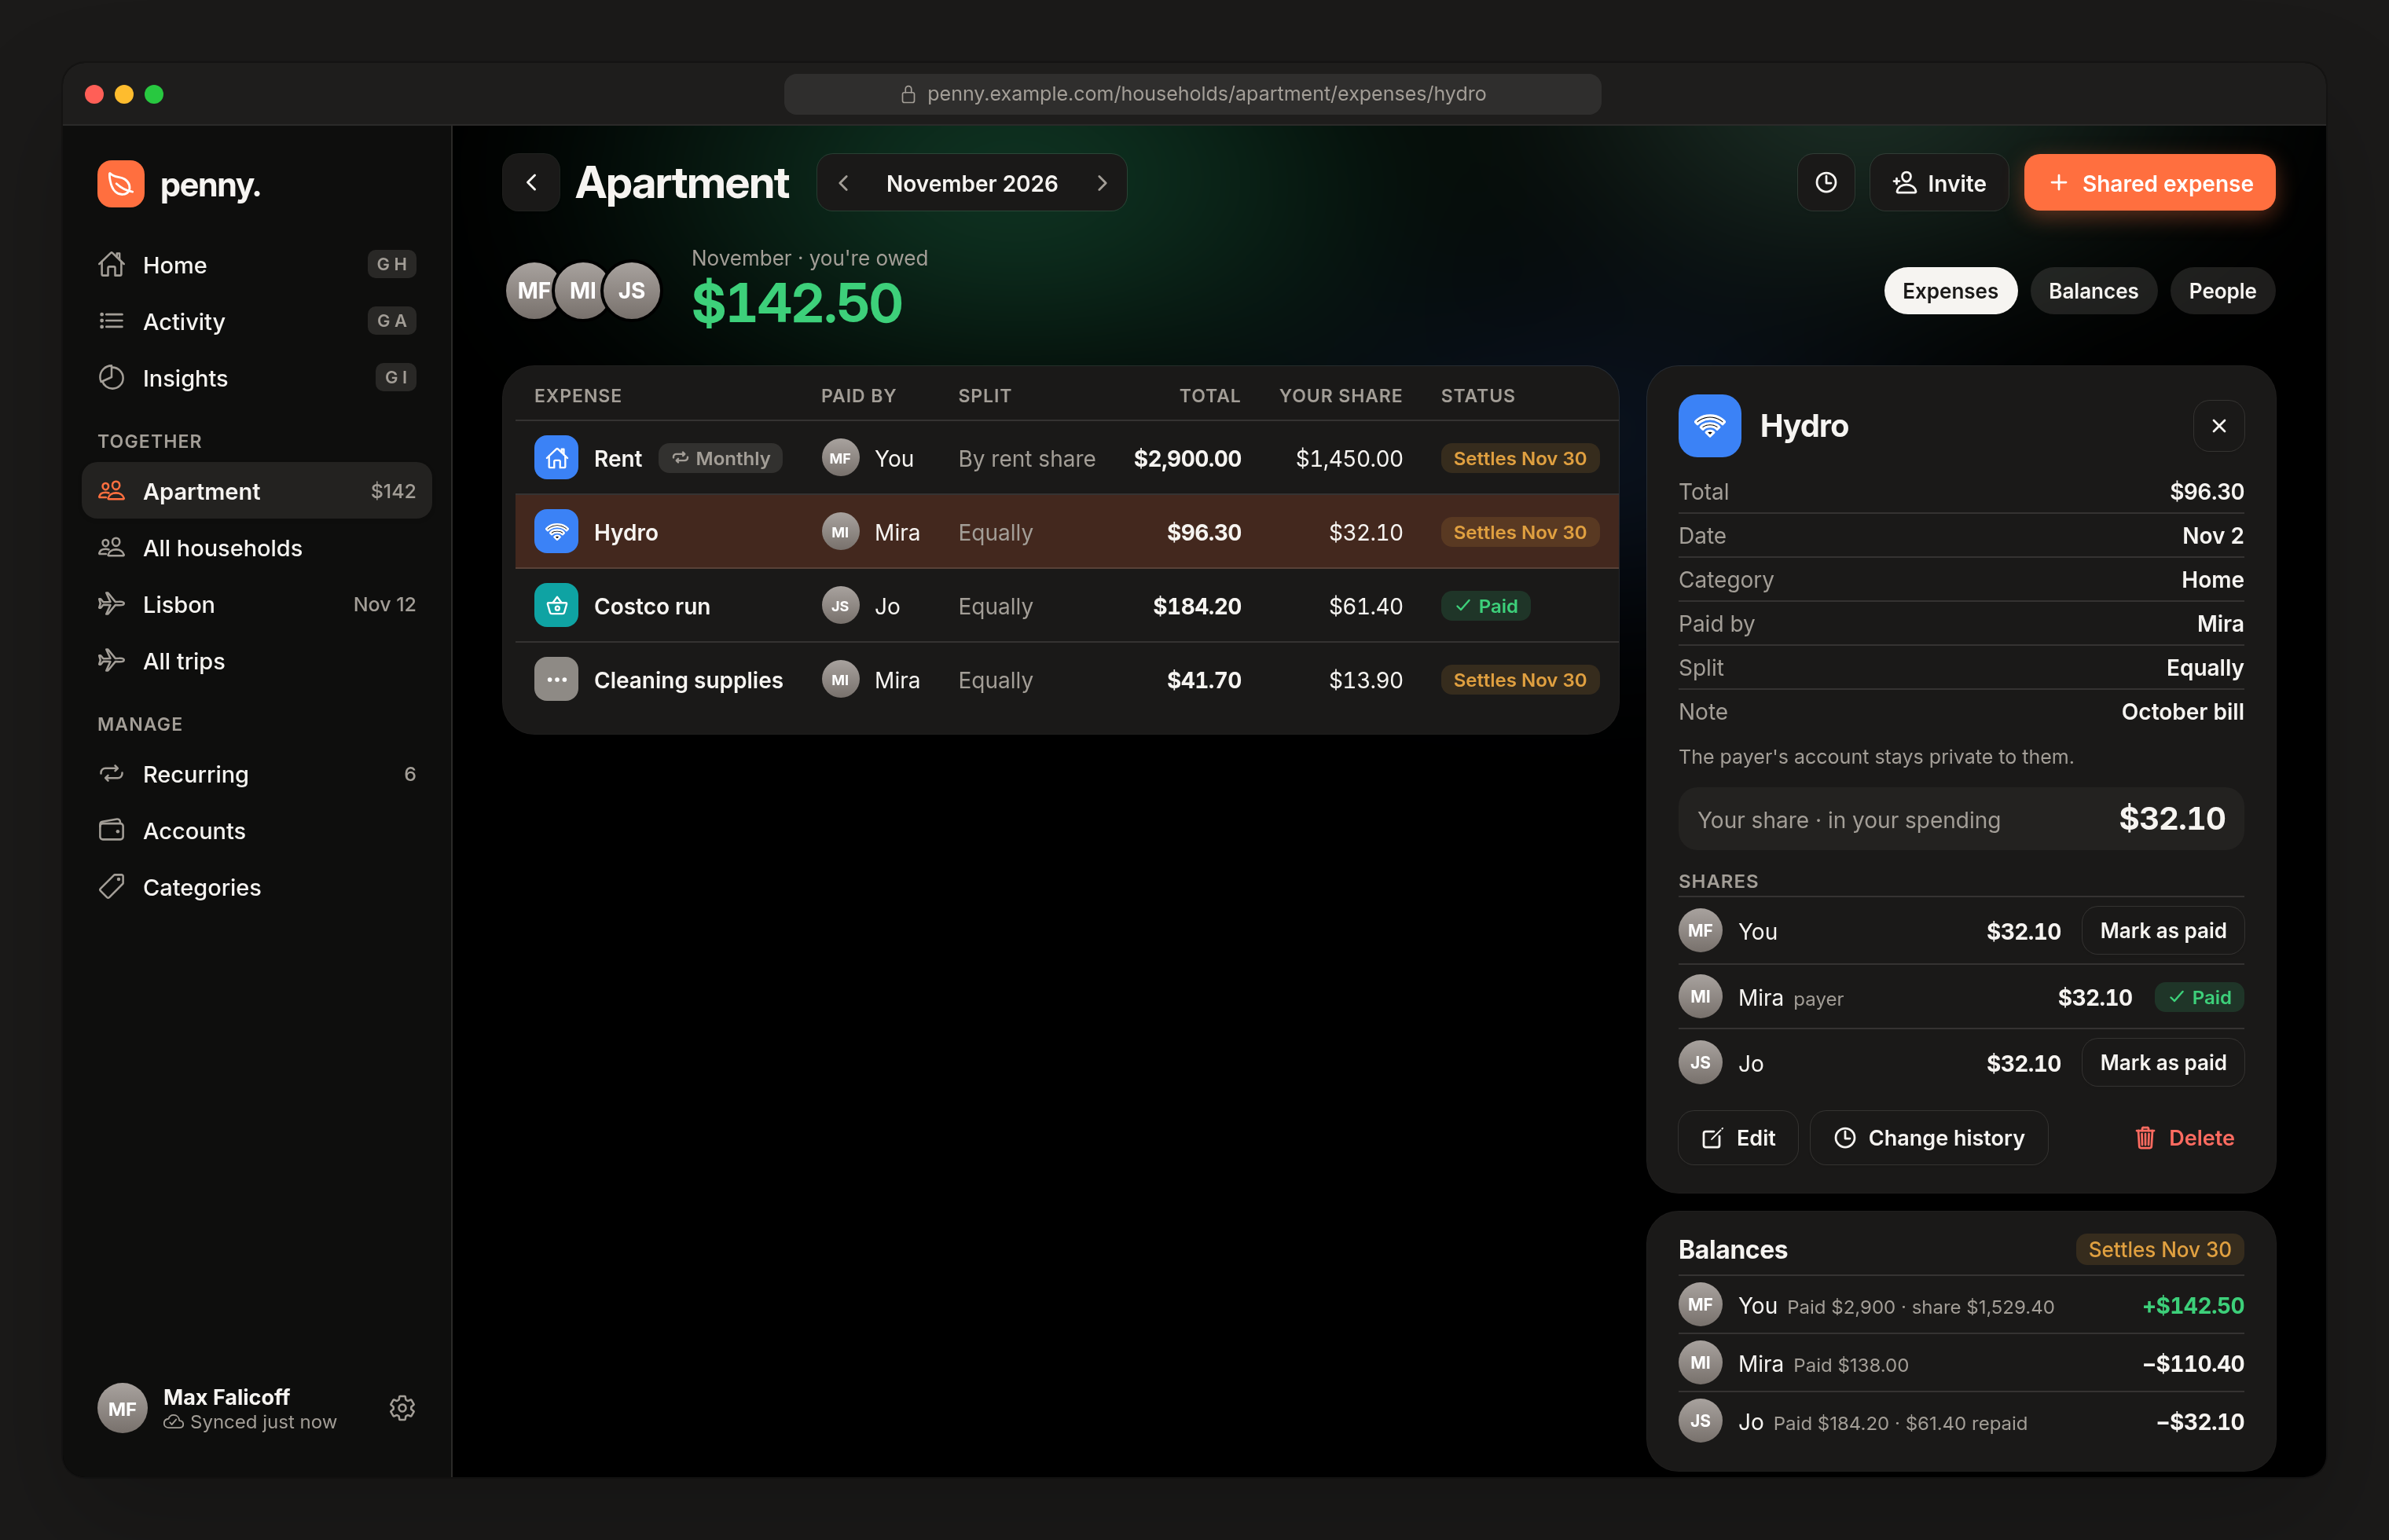 penny.example.com/households/apartment/expenses/hydro
penny.
Home G H
Activity G A
Insights G I
TOGETHER
Apartment $142
All households
Lisbon Nov 12
All trips
MANAGE
Recurring 6
Accounts
Categories
MF Max Falicoff
Synced just now
Apartment
November 2026
Invite
Shared expense
MF MI JS
November · you're owed
$142.50
Expenses Balances People
EXPENSE PAID BY SPLIT TOTAL YOUR SHARE STATUS
Rent Monthly MF You By rent share $2,900.00 $1,450.00 Settles Nov 30
Hydro MI Mira Equally $96.30 $32.10 Settles Nov 30
Costco run JS Jo Equally $184.20 $61.40 Paid
Cleaning supplies MI Mira Equally $41.70 $13.90 Settles Nov 30
Hydro
Total $96.30
Date Nov 2
Category Home
Paid by Mira
Split Equally
Note October bill
The payer's account stays private to them.
Your share · in your spending $32.10
SHARES
MF You $32.10 Mark as paid
MI Mira payer $32.10 Paid
JS Jo $32.10 Mark as paid
Edit Change history Delete
Balances Settles Nov 30
MF You Paid $2,900 · share $1,529.40 +$142.50
MI Mira Paid $138.00 −$110.40
JS Jo Paid $184.20 · $61.40 repaid −$32.10